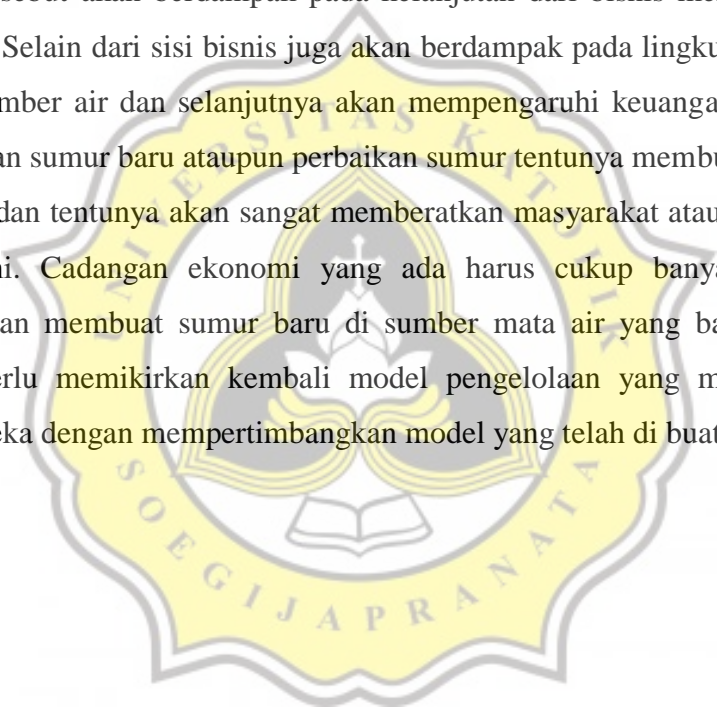 sebut akan berdampak pada kelanjutan dari bisnis me
Selain dari sisi bisnis juga akan berdampak pada lingku
mber air dan selanjutnya akan mempengaruhi keuanga
an sumur baru ataupun perbaikan sumur tentunya membu
dan tentunya akan sangat memberatkan masyarakat atau
ni. Cadangan ekonomi yang ada harus cukup banya
an membuat sumur baru di sumber mata air yang ba
erlu memikirkan kembali model pengelolaan yang m
eka dengan mempertimbangkan model yang telah di buat
UNIVERSITAS KATOLIK
SOEGIJAPRANATA